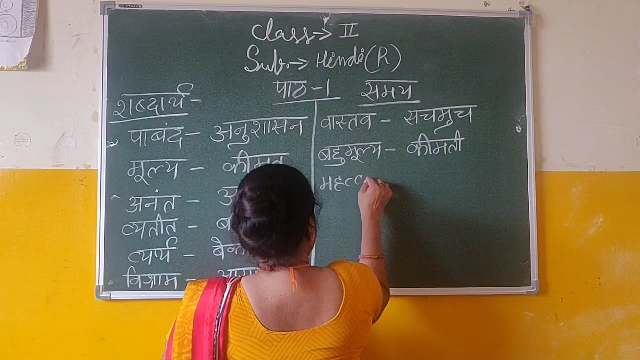 Class → II
Sub. → Hindi (R)
पाठ-1 समय
शब्दार्थ-
पाबंद - अनुशासन
मूल्य - कीमत
अनंत -
व्यतीत -
व्यर्थ -
विश्राम -
वास्तव - सचमुच
बहुमूल्य - कीमती